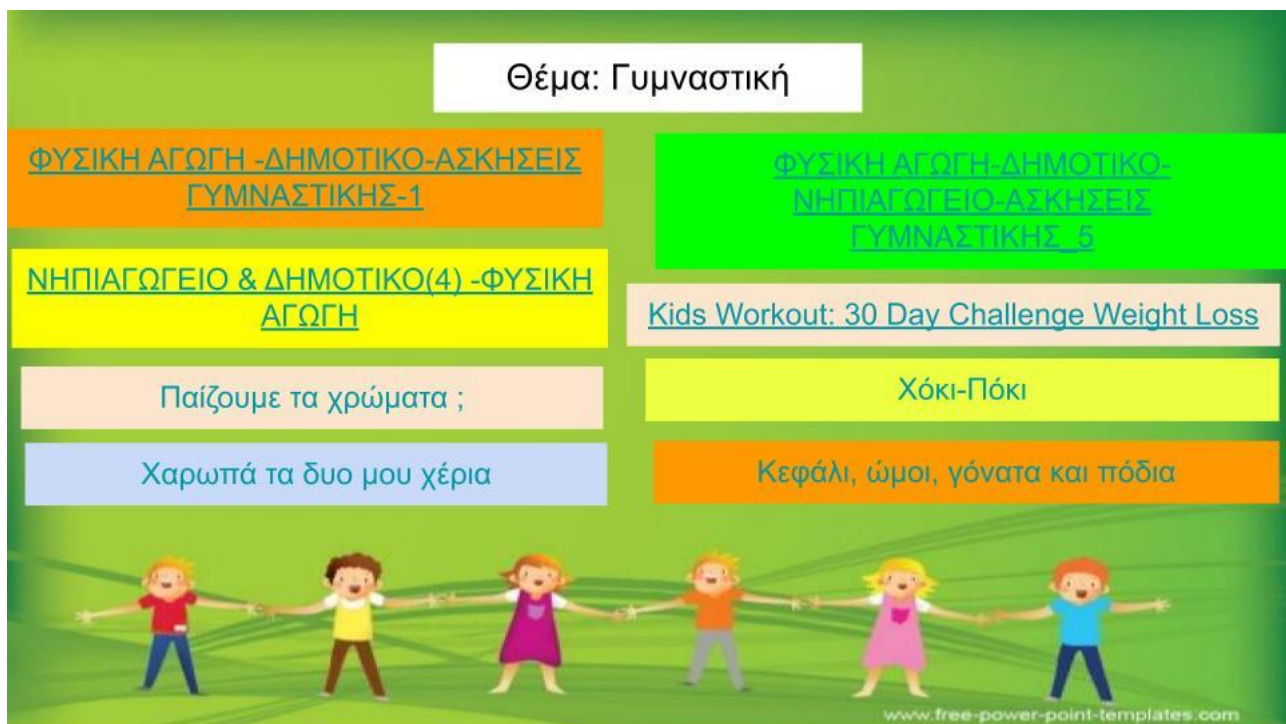 Θέμα: Γυμναστική
ΦΥΣΙΚΗ ΑΓΩΓΗ -ΔΗΜΟΤΙΚΟ-ΑΣΚΗΣΕΙΣ
ΓΥΜΝΑΣΤΙΚΗΣ-1
ΝΗΠΙΑΓΩΓΕΙΟ & ΔΗΜΟΤΙΚΟ(4) -ΦΥΣΙΚΗ
ΑΓΩΓΗ
Παίζουμε τα χρώματα ;
Χαρωπά τα δυο μου χέρια
ΦΥΣΙΚΗ ΑΓΩΓΗ-ΔΗΜΟΤΙΚΟ-
ΝΗΠΙΑΓΩΓΕΙΟ-ΑΣΚΗΣΕΙΣ
ΓΥΜΝΑΣΤΙΚΗΣ_5
Kids Workout: 30 Day Challenge Weight Loss
Χόκι-Πόκι
Κεφάλι, ώμοι, γόνατα και πόδια
www.free-power-point-templates.com